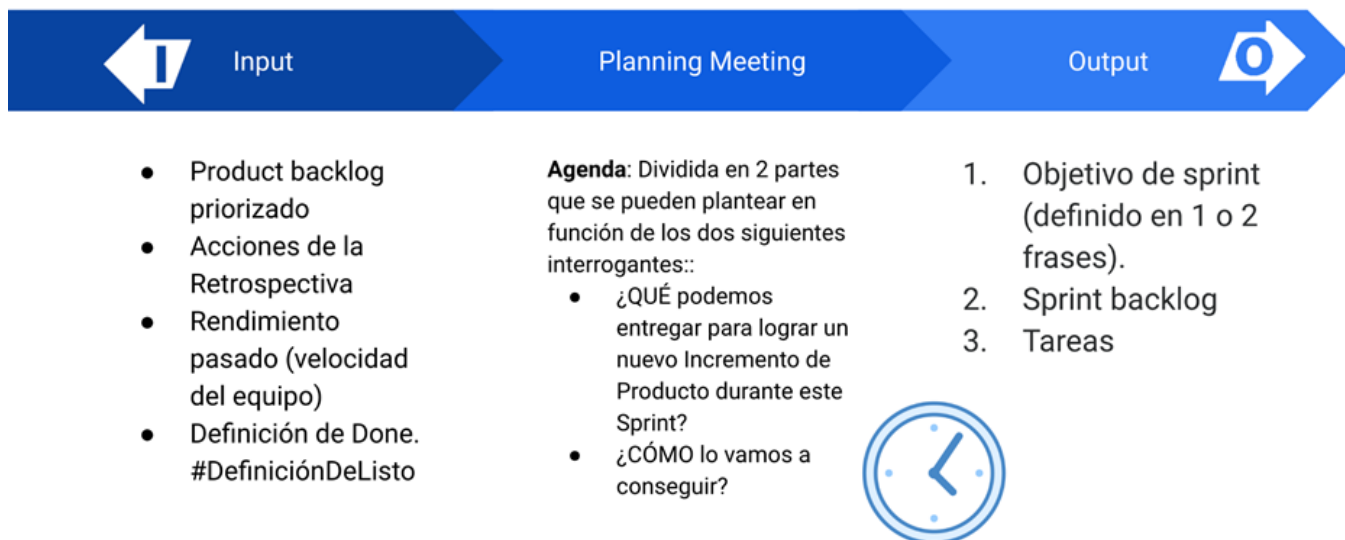 I
Input
Planning Meeting
Output
O
● Product backlog
priorizado
● Acciones de la
Retrospectiva
● Rendimiento
pasado (velocidad
del equipo)
● Definición de Done.
#DefiniciónDeListo
Agenda: Dividida en 2 partes
que se pueden plantear en
función de los dos siguientes
interrogantes::
● ¿QUÉ podemos
entregar para lograr un
nuevo Incremento de
Producto durante este
Sprint?
● ¿CÓMO lo vamos a
conseguir?
1. Objetivo de sprint
(definido en 1 o 2
frases).
2. Sprint backlog
3. Tareas